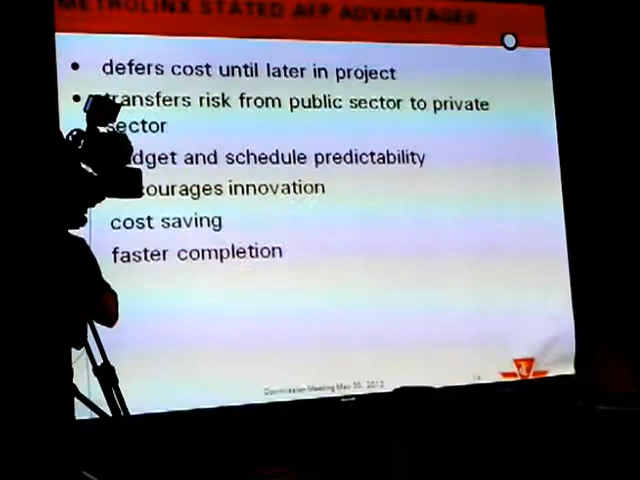 METROLINX STATED AFP ADVANTAGES
• defers cost until later in project
• transfers risk from public sector to private
sector
dget and schedule predictability
courages innovation
cost saving
faster completion
Commission Meeting May 30, 2012